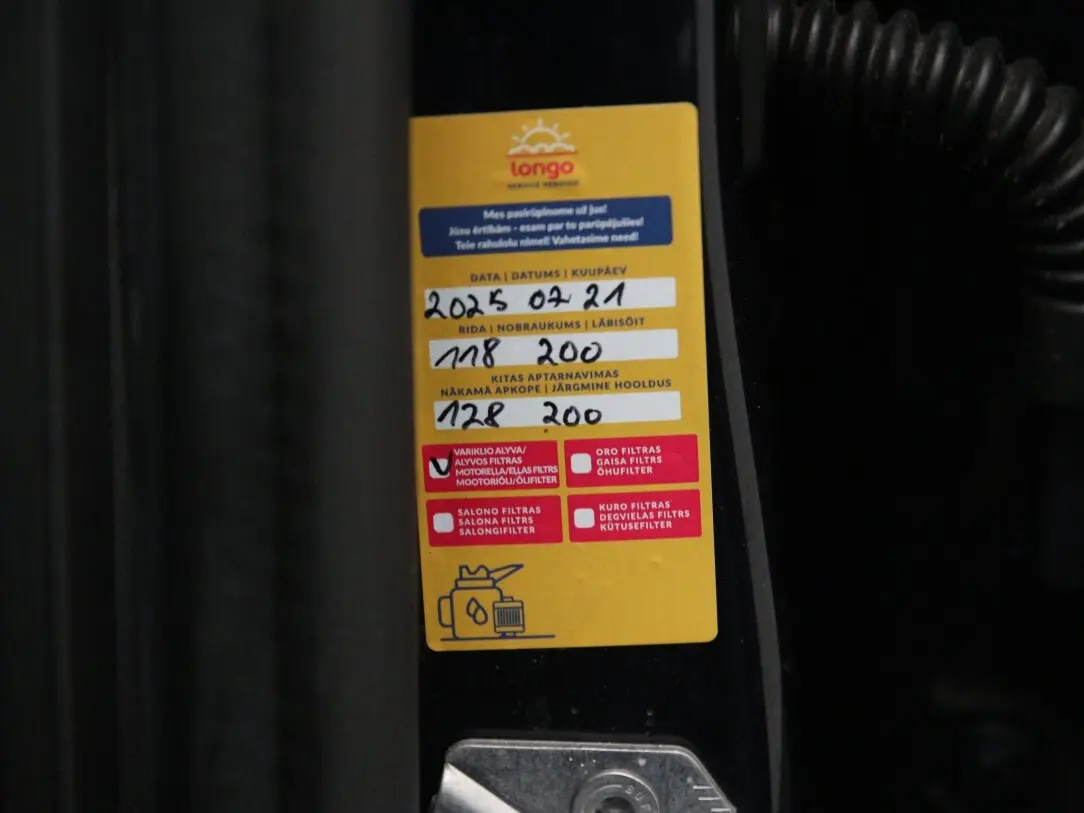 longo
Mes pasirūpinome už jus!
Jūsu ērtībām - esam par to parūpējušies!
Teie rahulolu nimel! Vahetasime need!
DATA | DATUMS | KUUPÄEV
2025 02 21
RIDA | NOBRAUKUMS | LÄBISÕIT
118 200
KITAS APTARNAVIMAS
NĀKAMĀ APKOPE | JÄRGMINE HOOLDUS
128 200
VARIKLIO ALYVA/
ALYVOS FILTRAS
MOTORELLA/ELLAS FILTRS
MOOTORIÕLI/ÕLIFILTER
ORO FILTRAS
GAISA FILTRS
ÕHUFILTER
SALONO FILTRAS
SALONA FILTRS
SALONGIFILTER
KURO FILTRAS
DEGVIELAS FILTRS
KÜTUSEFILTER